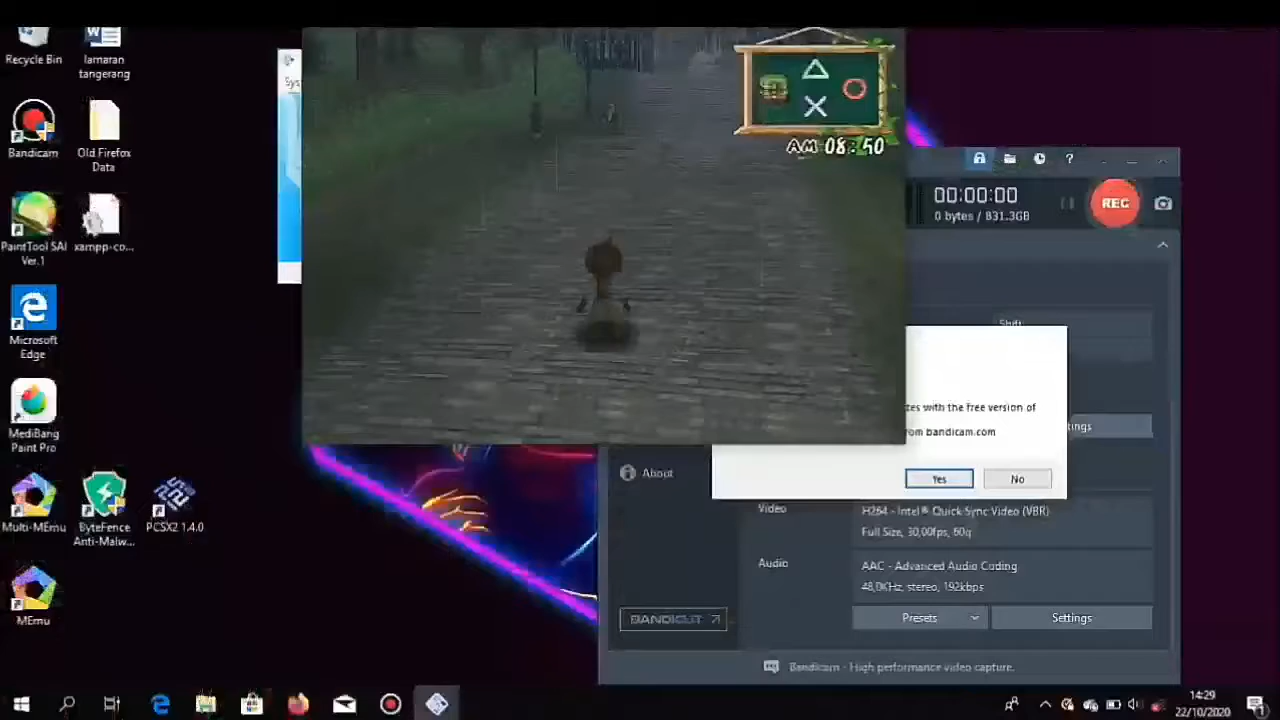 Recycle Bin
lamaran
tangerang
Bandicam
Old Firefox
Data
PaintTool SAI
Ver.1
xampp-co...
Microsoft
Edge
MediBang
Paint Pro
Multi-MEmu
ByteFence
Anti-Malw...
PCSX2 1.4.0
MEmu
Sys
AM 08:50
?
00:00:00
0 bytes / 831.3GB
REC
Shift
tes with the free version of
rom bandicam.com
tings
Yes
No
About
Video
H264 - Intel® Quick Sync Video (VBR)
Full Size, 30,00fps, 60q
Audio
AAC - Advanced Audio Coding
48,0KHz, stereo, 192kbps
BANDICUT
Presets
Settings
Bandicam - High performance video capture.
14:29
22/10/2020
1